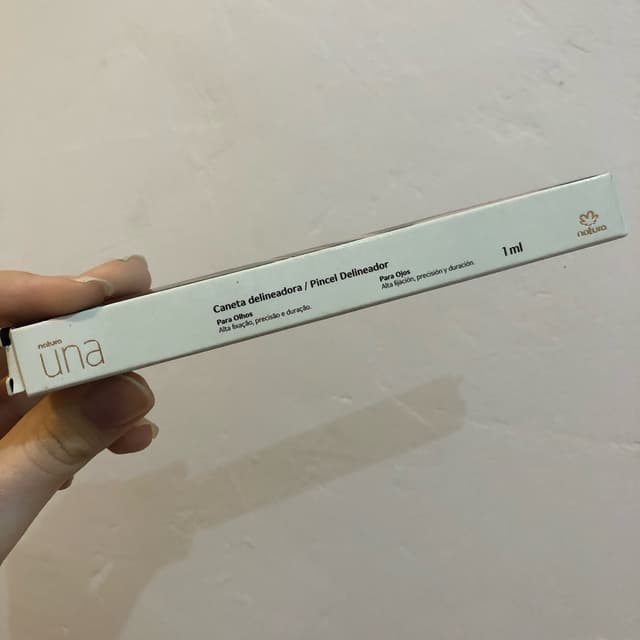 natura
una
Caneta delineadora / Pincel Delineador
Para Olhos
Alta fixação, precisão e duração.
Para Ojos
Alta fijación, precisión y duración.
1 ml
natura